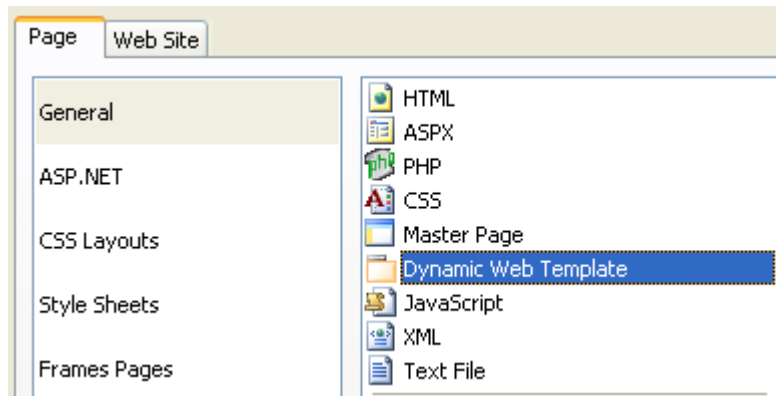 Page
Web Site
General
ASP.NET
CSS Layouts
Style Sheets
Frames Pages
HTML
ASPX
PHP
CSS
Master Page
Dynamic Web Template
JavaScript
XML
Text File